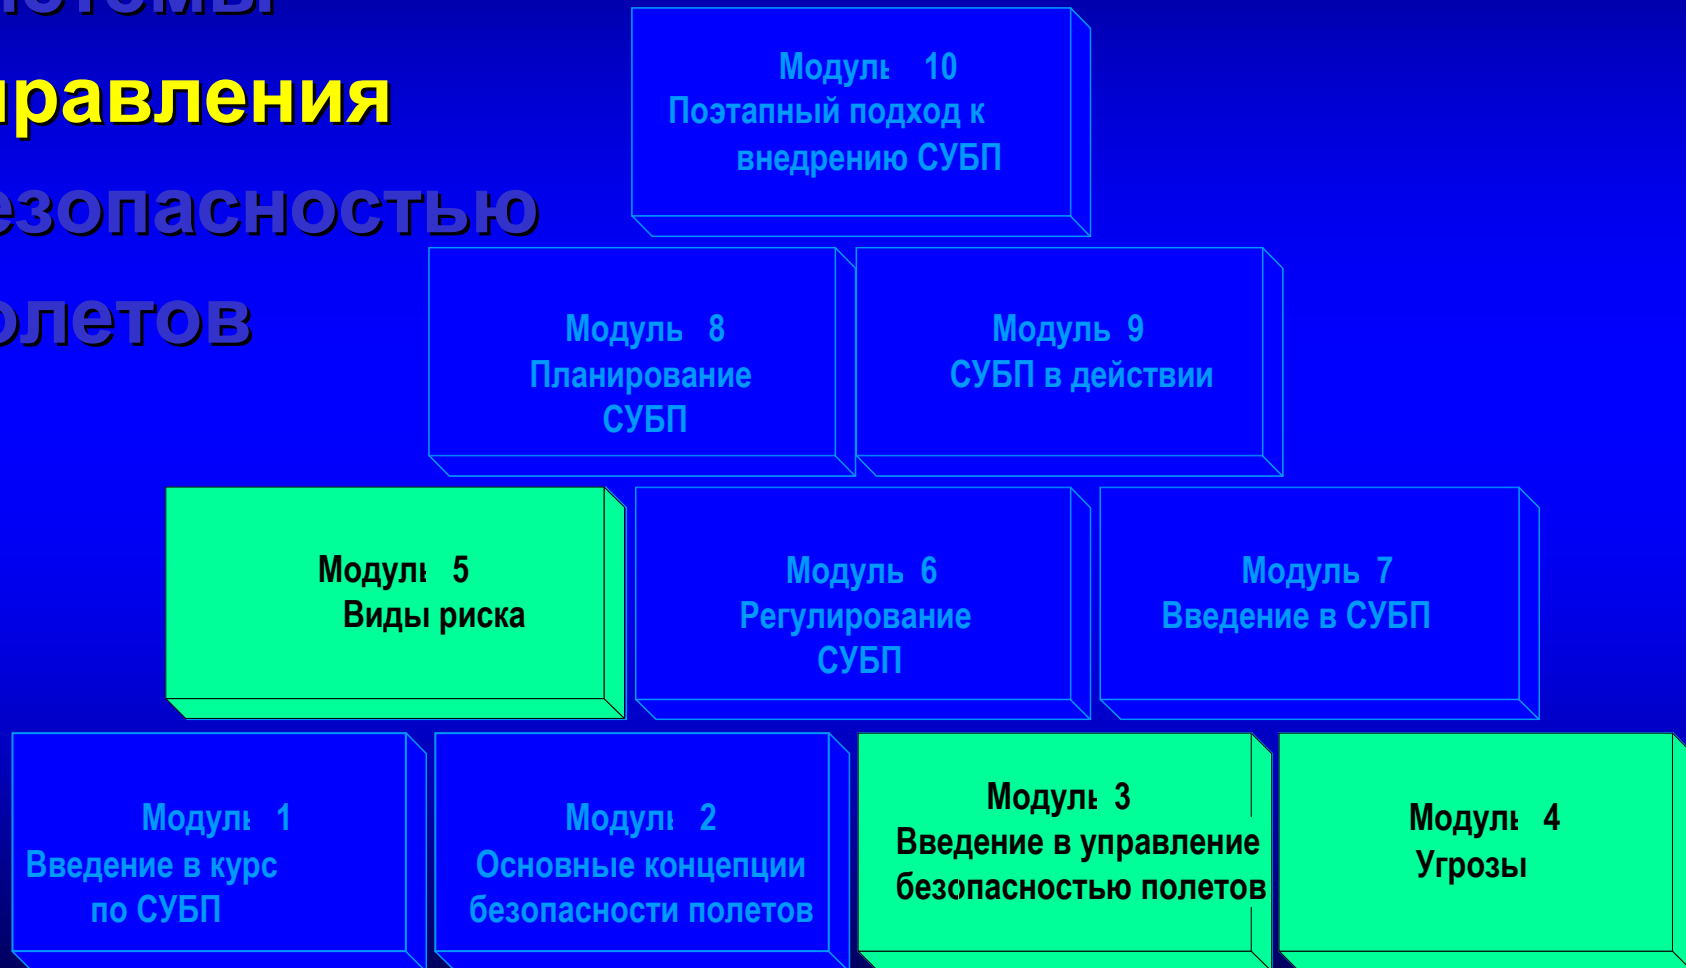 истемы
правления
езопасностью
олетов
Модуль 10
Поэтапный подход к
внедрению СУБП
Модуль 8
Планирование
СУБП
Модуль 9
СУБП в действии
Модуль 5
Виды риска
Модуль 6
Регулирование
СУБП
Модуль 7
Введение в СУБП
Модуль 1
Введение в курс
по СУБП
Модуль 2
Основные концепции
безопасности полетов
Модуль 3
Введение в управление
безопасностью полетов
Модуль 4
Угрозы